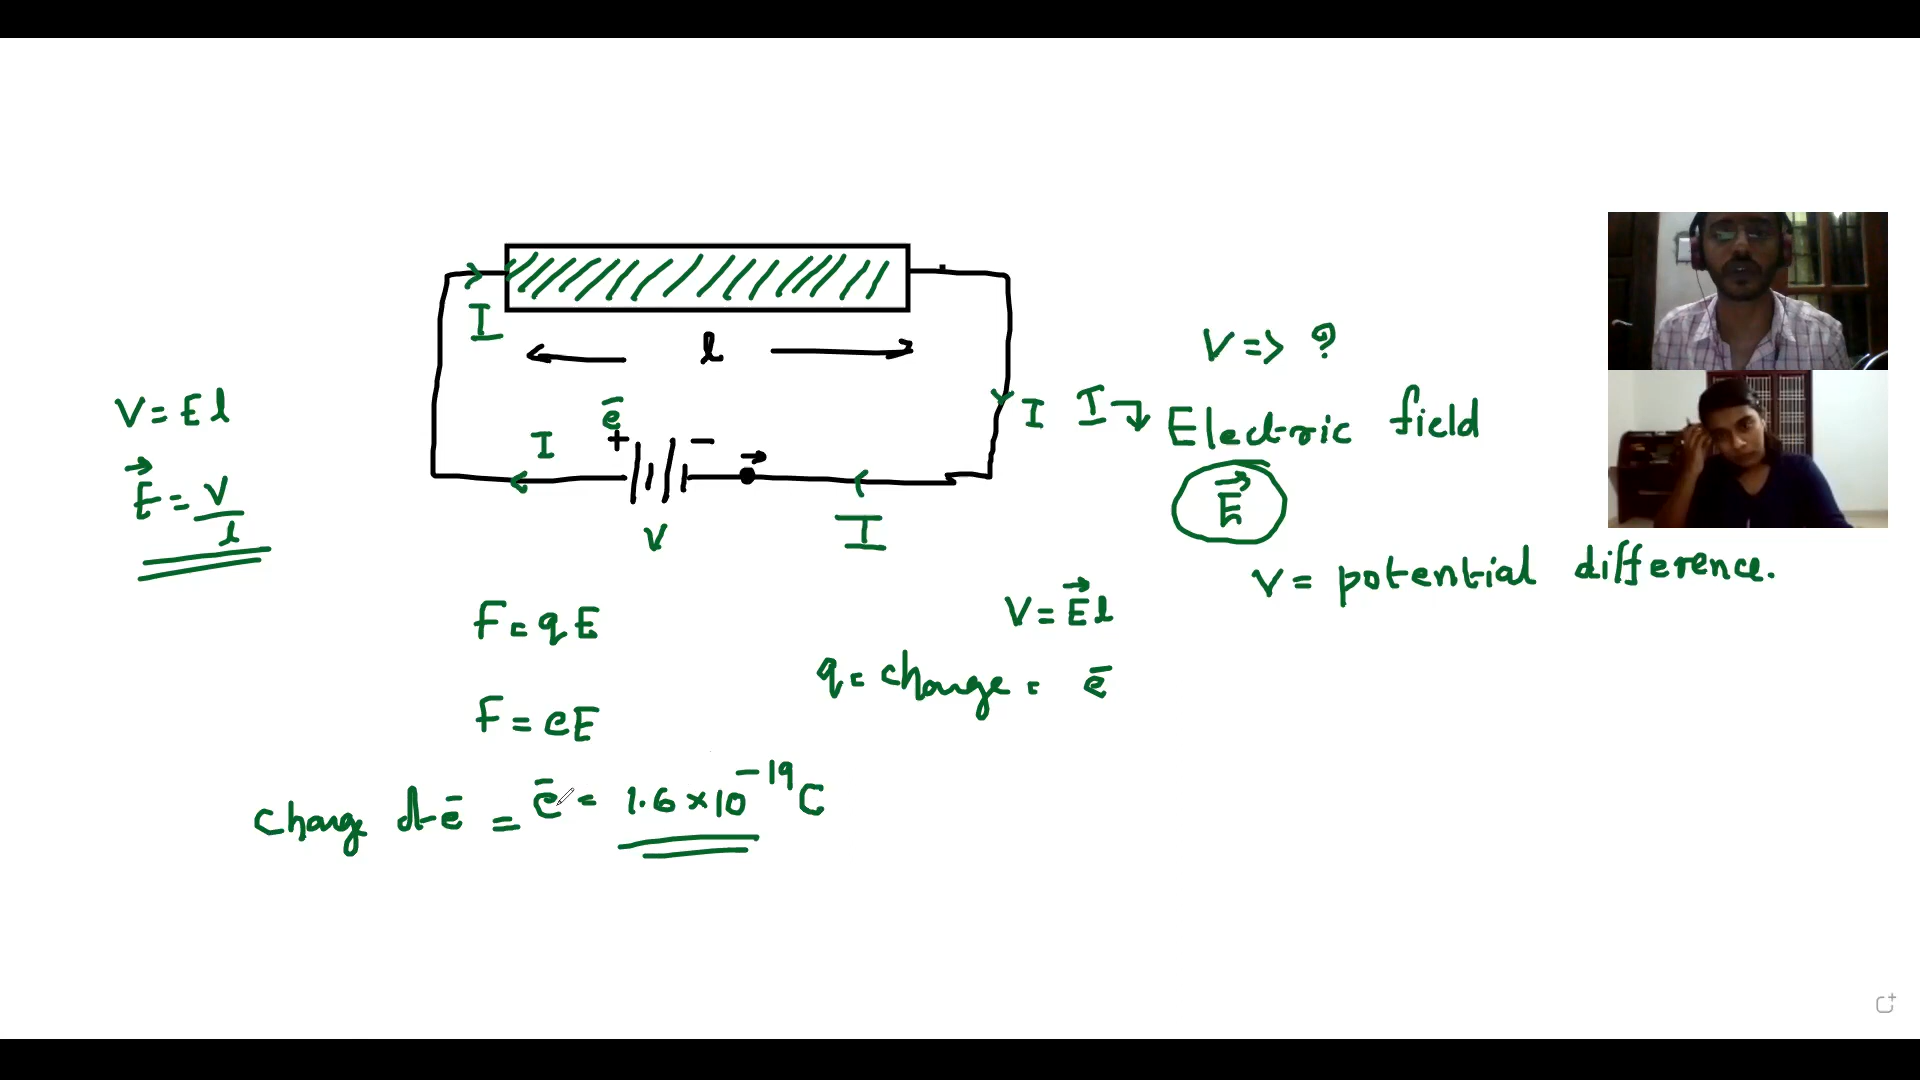 I
l
V => ?
V = El
ē
+ -
I
I I
Electric field
E⃗ = V/l
V
I
E⃗
V = potential difference.
F = qE
V = E⃗l
q = charge = ē
F = eE
charge of ē = ē = 1.6 × 10⁻¹⁹ C